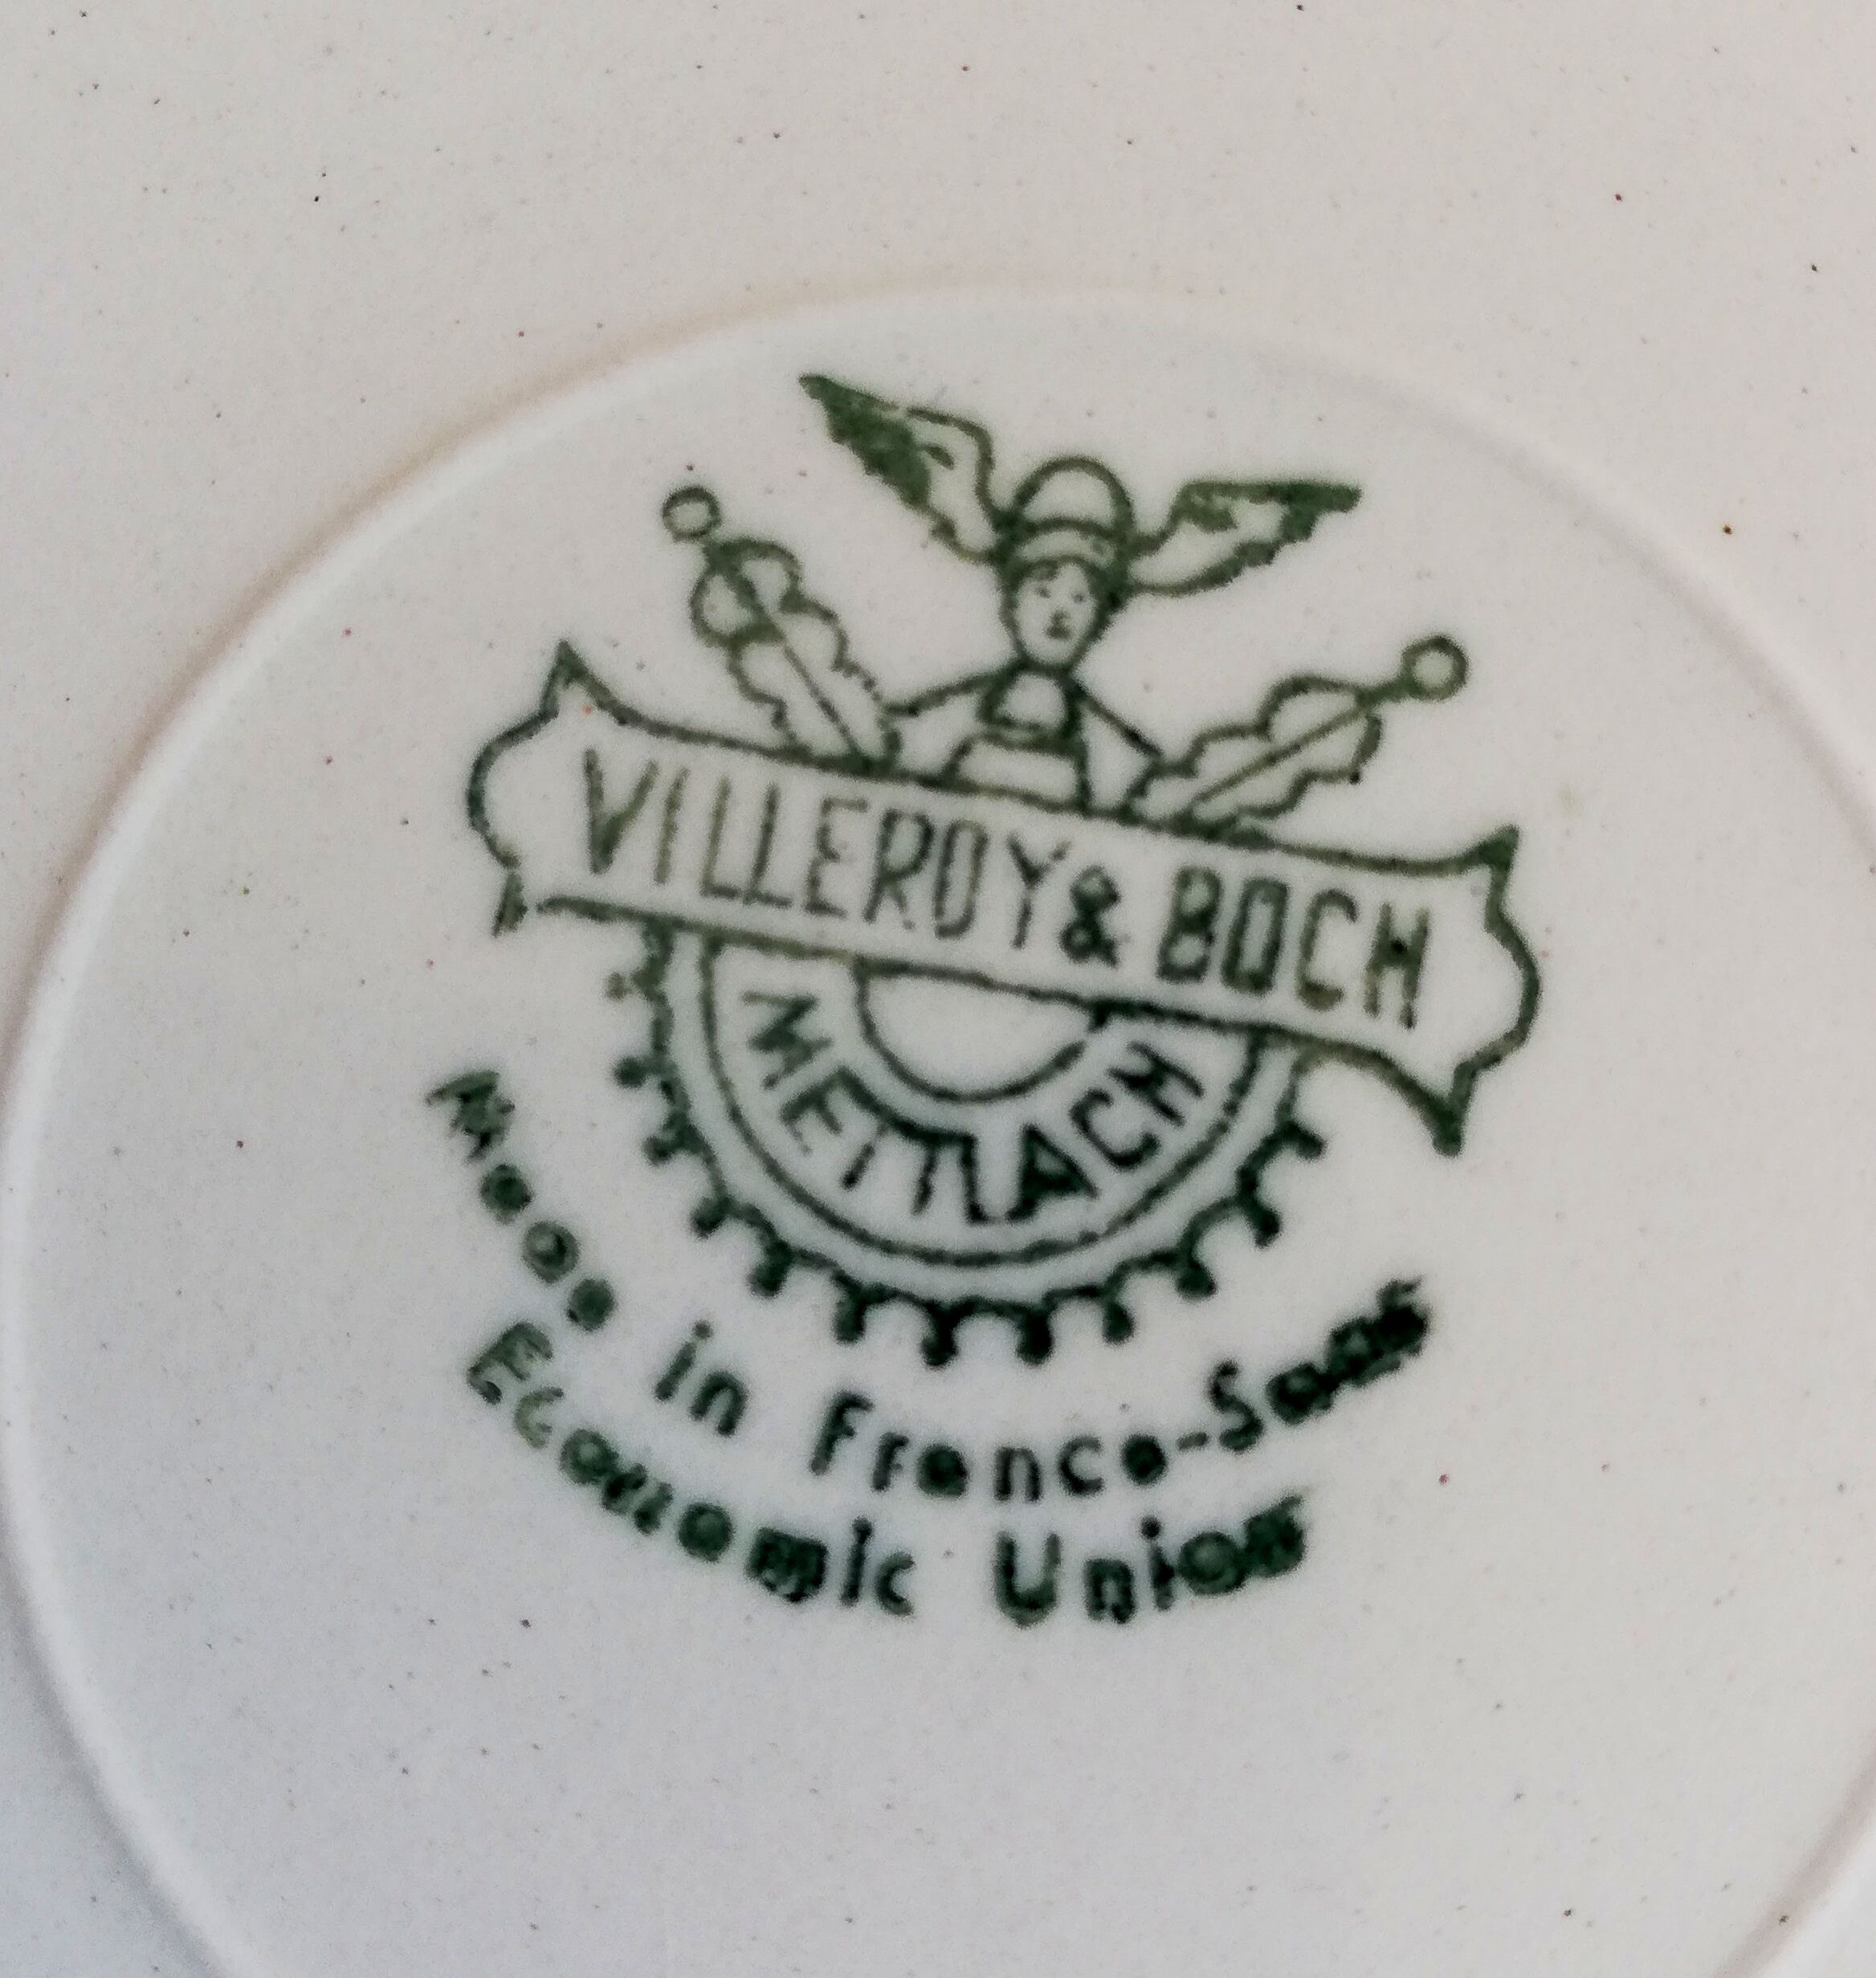 VILLEROY & BOCH
METTLACH
Made in France-Saar
Economic Union